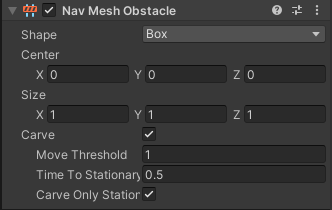 Nav Mesh Obstacle
Shape Box
Center
X 0 Y 0 Z 0
Size
X 1 Y 1 Z 1
Carve
Move Threshold 1
Time To Stationary 0.5
Carve Only Station